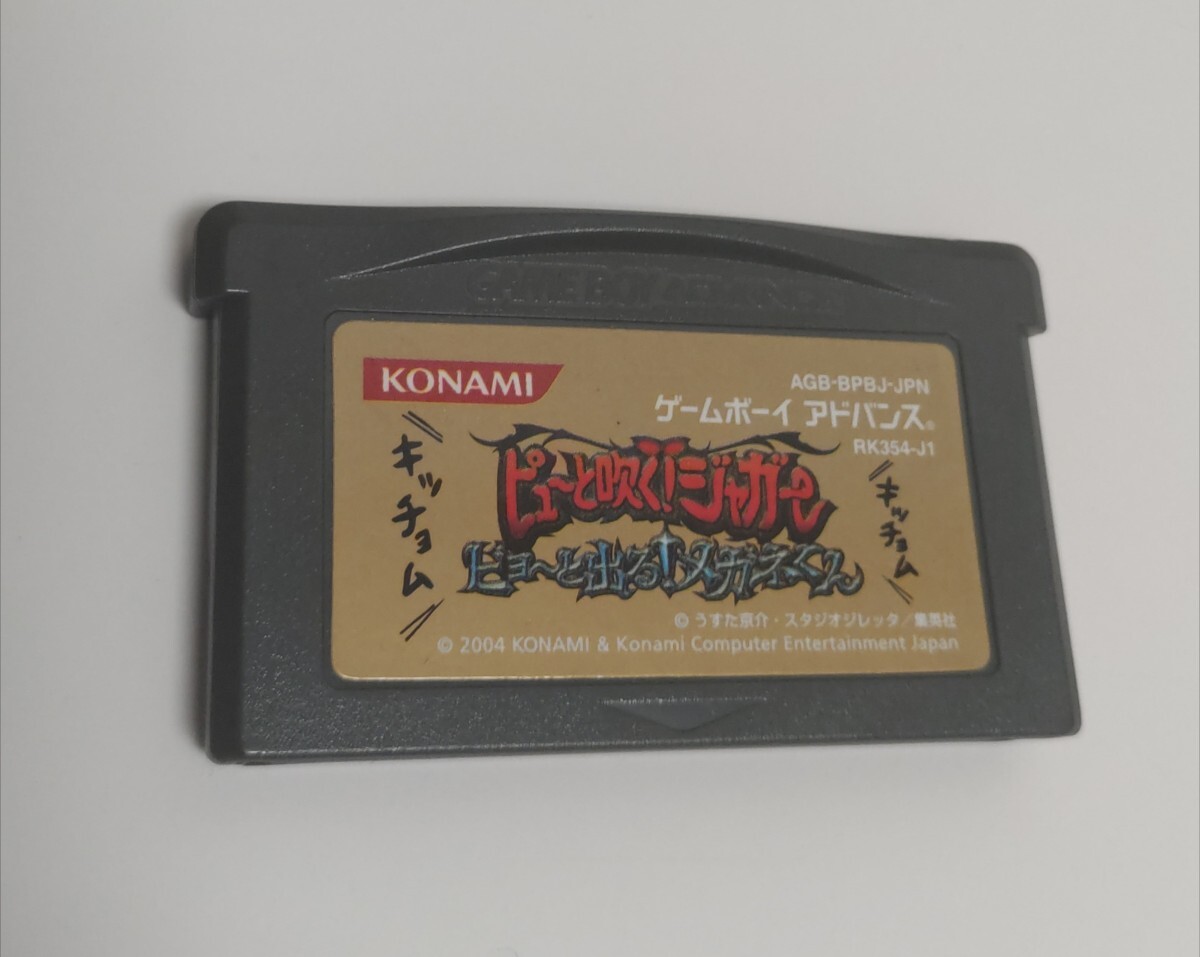 GAME BOY ADVANCE
KONAMI
AGB-BPBJ-JPN
ゲームボーイ アドバンス®
RK354-J1
キッチョム
ピュ〜と吹く!ジャガー
ビョ〜と出る!メガネくん
キッチョム
© うすた京介・スタジオジレッタ/集英社
© 2004 KONAMI & Konami Computer Entertainment Japan